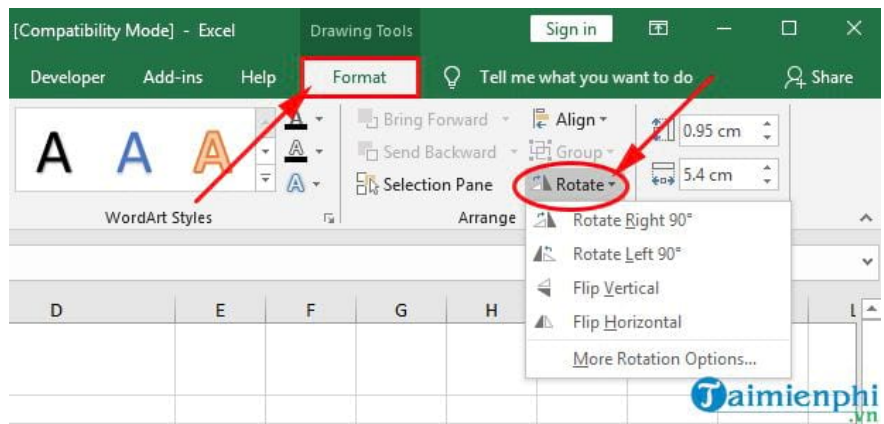 [Compatibility Mode] - Excel
Drawing Tools
Sign in
Developer Add-ins Help Format Tell me what you want to do Share
A A A A Bring Forward Align 0.95 cm
A Send Backward Group
A Selection Pane Rotate 5.4 cm
WordArt Styles Arrange
Rotate Right 90°
Rotate Left 90°
Flip Vertical
Flip Horizontal
More Rotation Options...
D E F G H L
Taimienphi
.vn